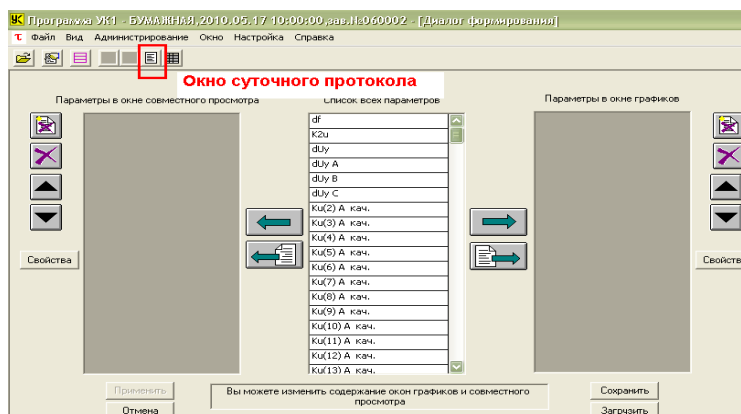 УК Программа УК1 - БУМАЖНАЯ,2010.05.17 10:00:00,зав.№060002 - [Диалог формирования]
τ Файл Вид Администрирование Окно Настройка Справка
Окно суточного протокола
Параметры в окне совместного просмотра
Список всех параметров
Параметры в окне графиков
df
K2u
dUy
dUy A
dUy B
dUy C
Ku(2) A кач.
Ku(3) A кач.
Ku(4) A кач.
Ku(5) A кач.
Ku(6) A кач.
Ku(7) A кач.
Ku(8) A кач.
Ku(9) A кач.
Ku(10) A кач.
Ku(11) A кач.
Ku(12) A кач.
Ku(13) A кач.
Свойства
Свойств
Применить
Отмена
Вы можете изменить содержание окон графиков и совместного
просмотра
Сохранить
Загрузить